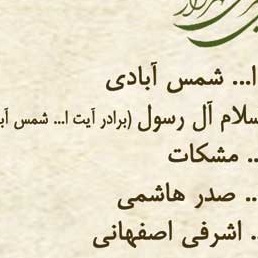 ا... شمس آبادی
سلام آل رسول (برادر آیت ا... شمس آب
.. مشکات
.. صدر هاشمی
. اشرفی اصفهانی